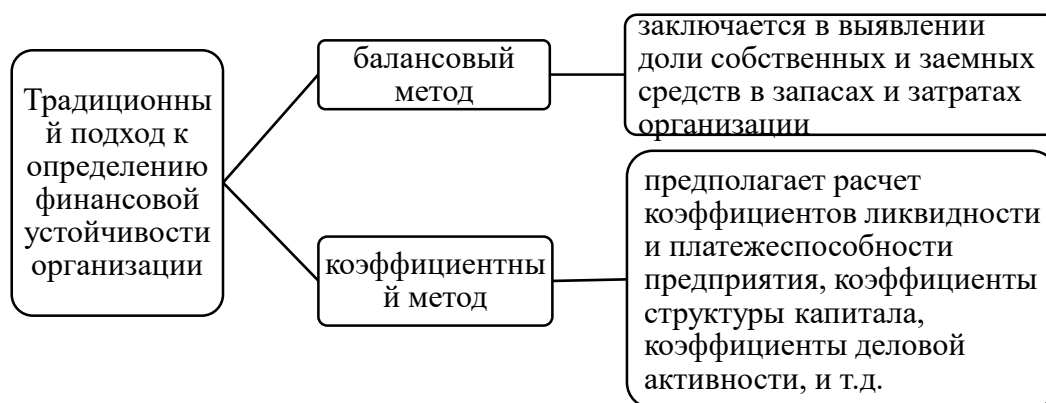 Традиционны
й подход к
определению
финансовой
устойчивости
организации
балансовый
метод
заключается в выявлении
доли собственных и заемных
средств в запасах и затратах
организации
коэффициентны
й метод
предполагает расчет
коэффициентов ликвидности
и платежеспособности
предприятия, коэффициенты
структуры капитала,
коэффициенты деловой
активности, и т.д.